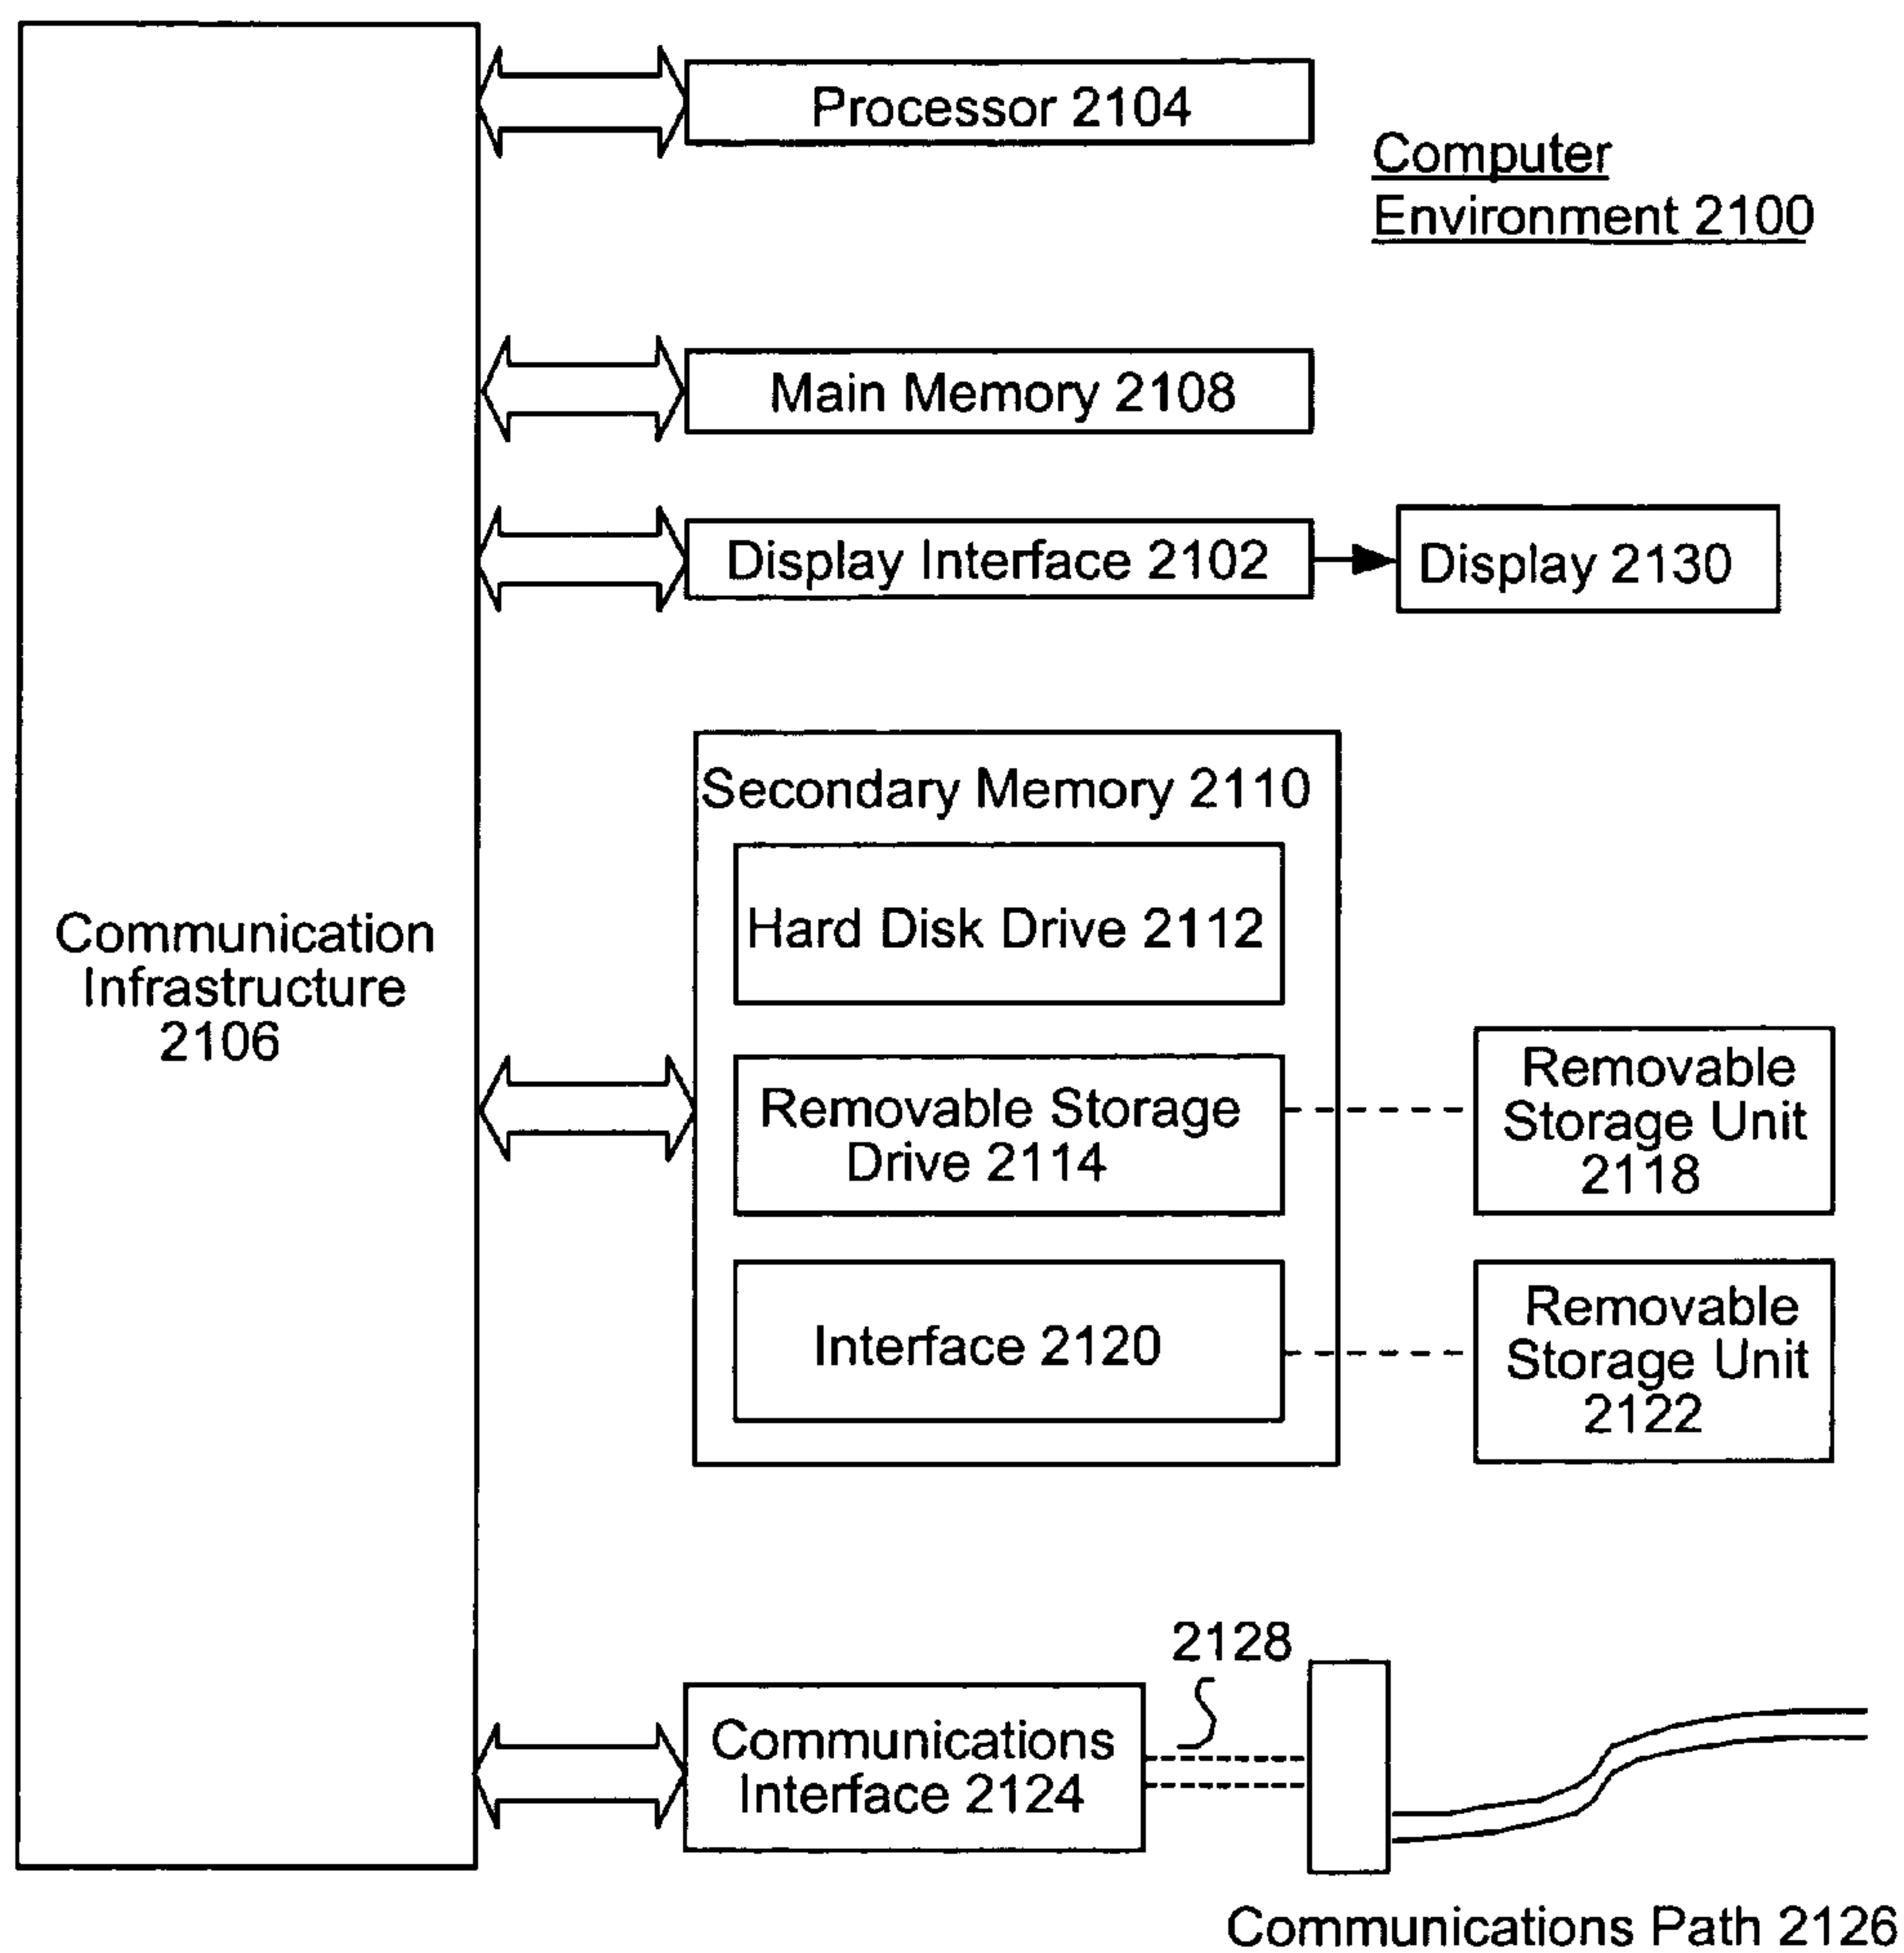 Processor 2104
Computer
Environment 2100
Main Memory 2108
Display Interface 2102
Display 2130
Secondary Memory 2110
Hard Disk Drive 2112
Communication
Infrastructure
2106
Removable Storage
Drive 2114
Removable
Storage Unit
2118
Interface 2120
Removable
Storage Unit
2122
2128
Communications
Interface 2124
Communications Path 2126